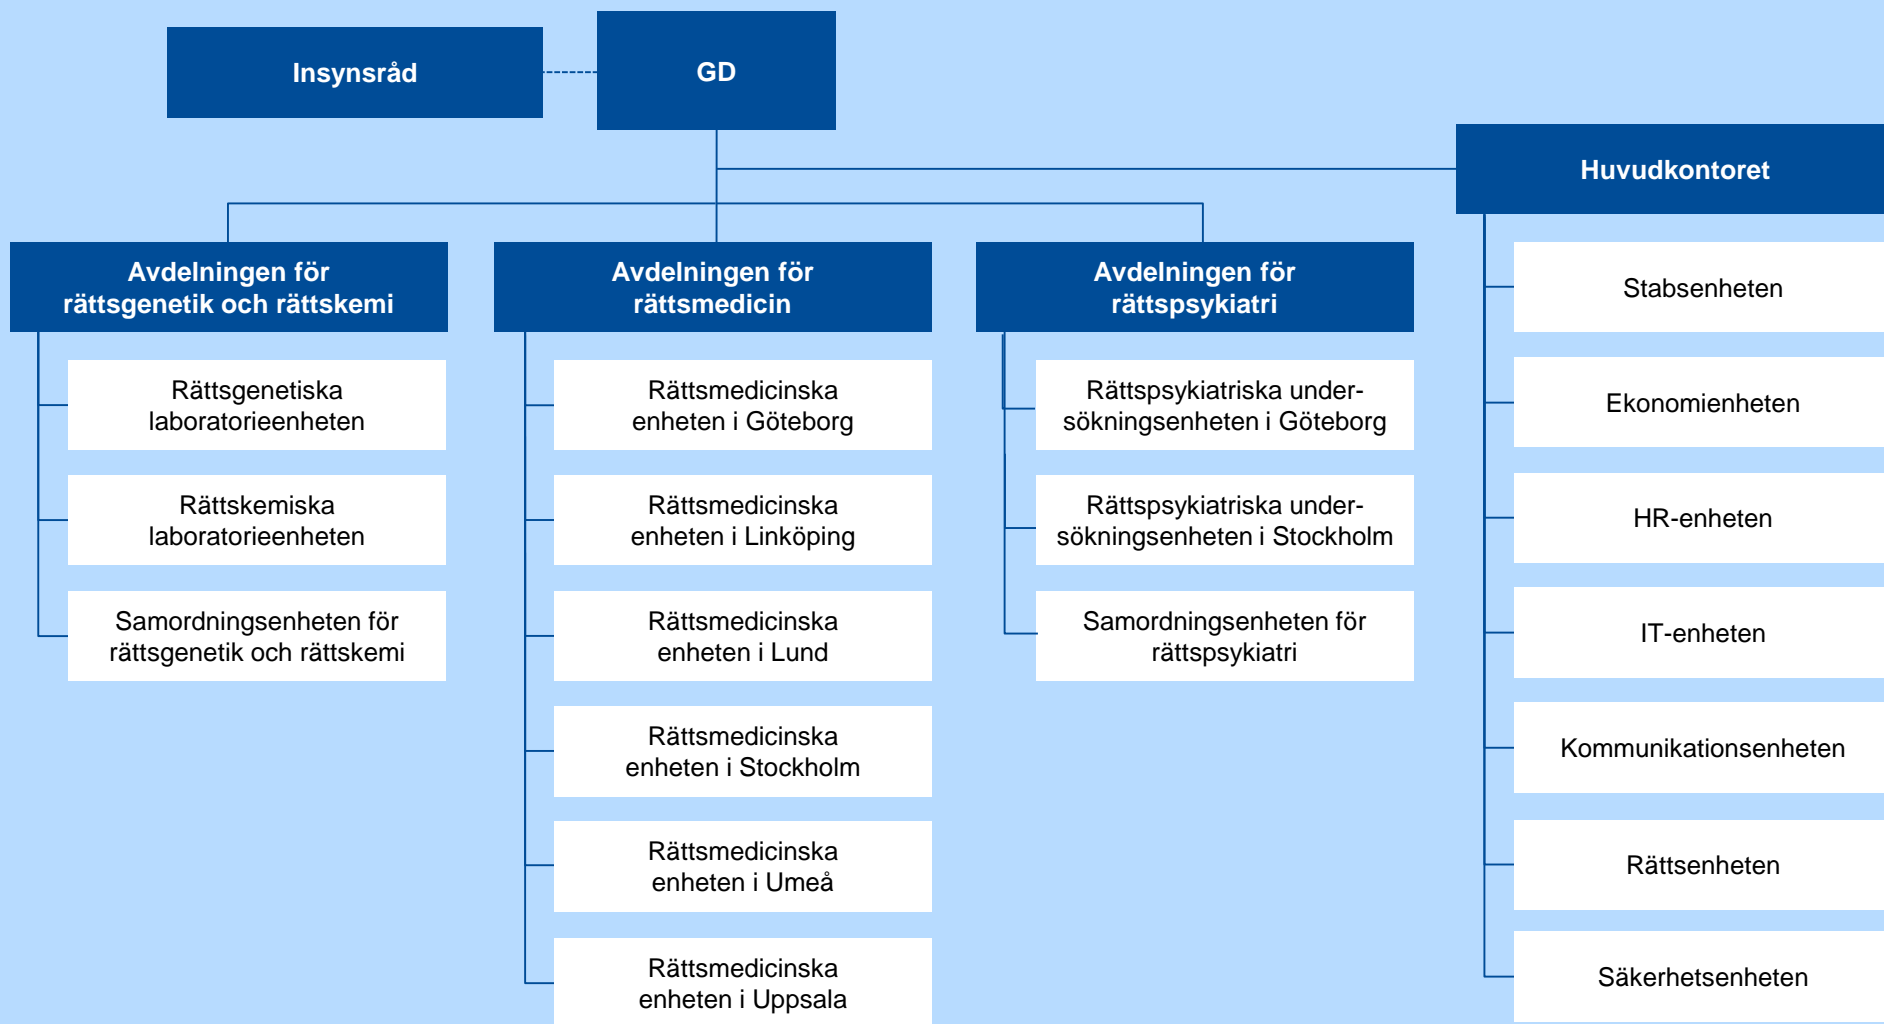 Insynsråd
GD
Huvudkontoret
Avdelningen för
rättsgenetik och rättskemi
Rättsgenetiska
laboratorieenheten
Rättskemiska
laboratorieenheten
Samordningsenheten för
rättsgenetik och rättskemi
Avdelningen för
rättsmedicin
Rättsmedicinska
enheten i Göteborg
Rättsmedicinska
enheten i Linköping
Rättsmedicinska
enheten i Lund
Rättsmedicinska
enheten i Stockholm
Rättsmedicinska
enheten i Umeå
Rättsmedicinska
enheten i Uppsala
Avdelningen för
rättspsykiatri
Rättspsykiatriska under-
sökningsenheten i Göteborg
Rättspsykiatriska under-
sökningsenheten i Stockholm
Samordningsenheten för
rättspsykiatri
Stabsenheten
Ekonomienheten
HR-enheten
IT-enheten
Kommunikationsenheten
Rättsenheten
Säkerhetsenheten